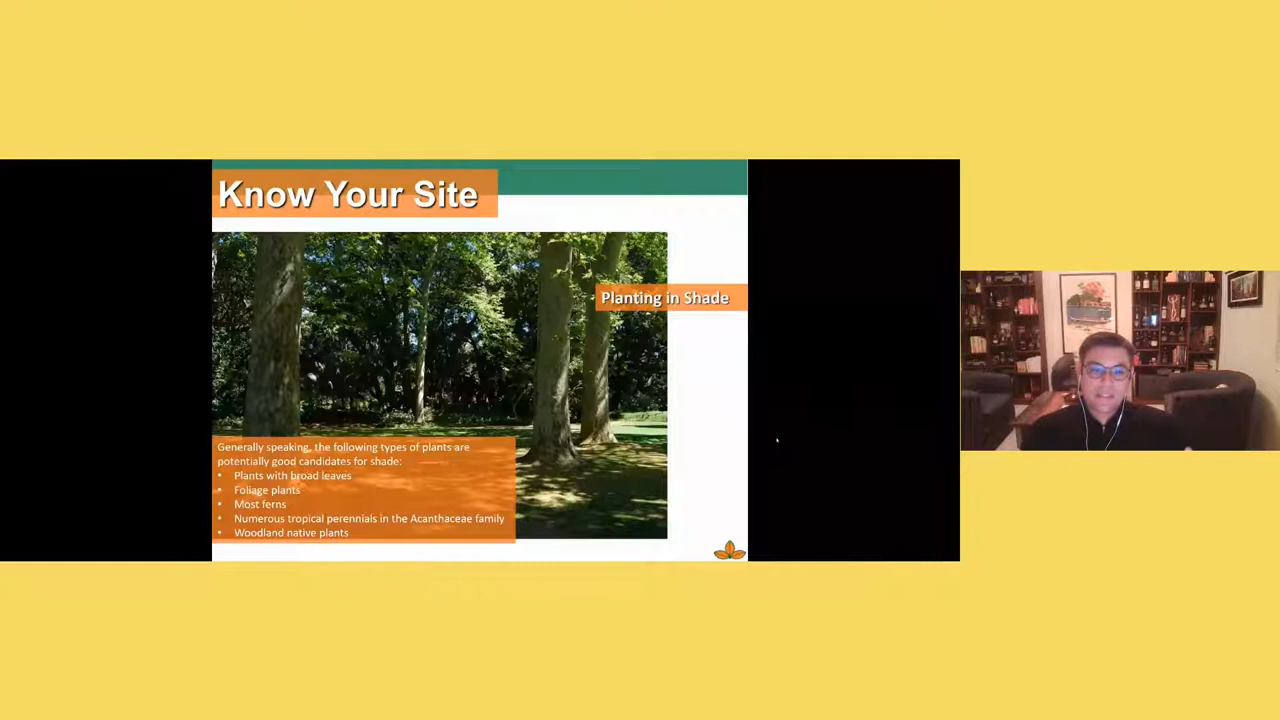 Know Your Site
Planting in Shade
Generally speaking, the following types of plants are
potentially good candidates for shade:
• Plants with broad leaves
• Foliage plants
• Most ferns
• Numerous tropical perennials in the Acanthaceae family
• Woodland native plants